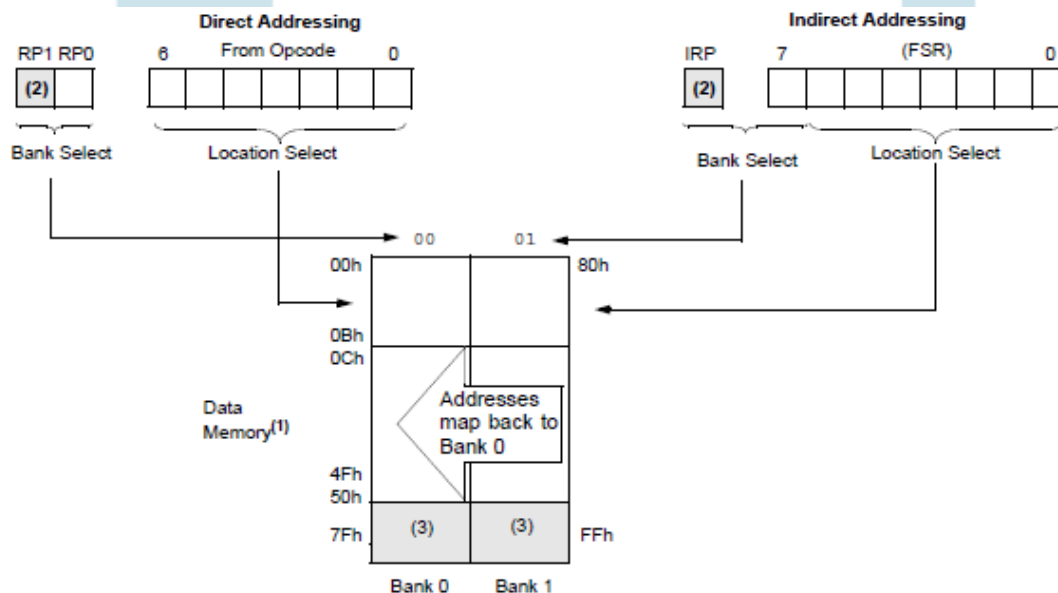 Direct Addressing
RP1 RP0
6
From Opcode
0
(2)
Bank Select
Location Select
Indirect Addressing
IRP
7
(FSR)
0
(2)
Bank Select
Location Select
00
01
00h
80h
0Bh
0Ch
Addresses
map back to
Bank 0
Data
Memory(1)
4Fh
50h
7Fh
(3)
(3)
FFh
Bank 0
Bank 1